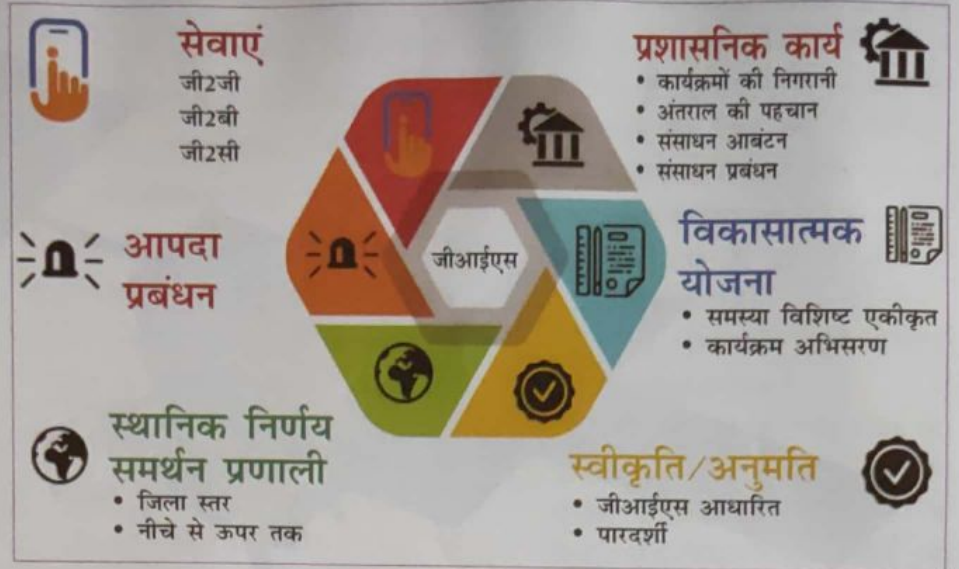 सेवाएं
जी2जी
जी2बी
जी2सी
प्रशासनिक कार्य
• कार्यक्रमों की निगरानी
• अंतराल की पहचान
• संसाधन आबंटन
• संसाधन प्रबंधन
आपदा
प्रबंधन
जीआईएस
विकासात्मक
योजना
• समस्या विशिष्ट एकीकृत
• कार्यक्रम अभिसरण
स्थानिक निर्णय
समर्थन प्रणाली
• जिला स्तर
• नीचे से ऊपर तक
स्वीकृति/अनुमति
• जीआईएस आधारित
• पारदर्शी